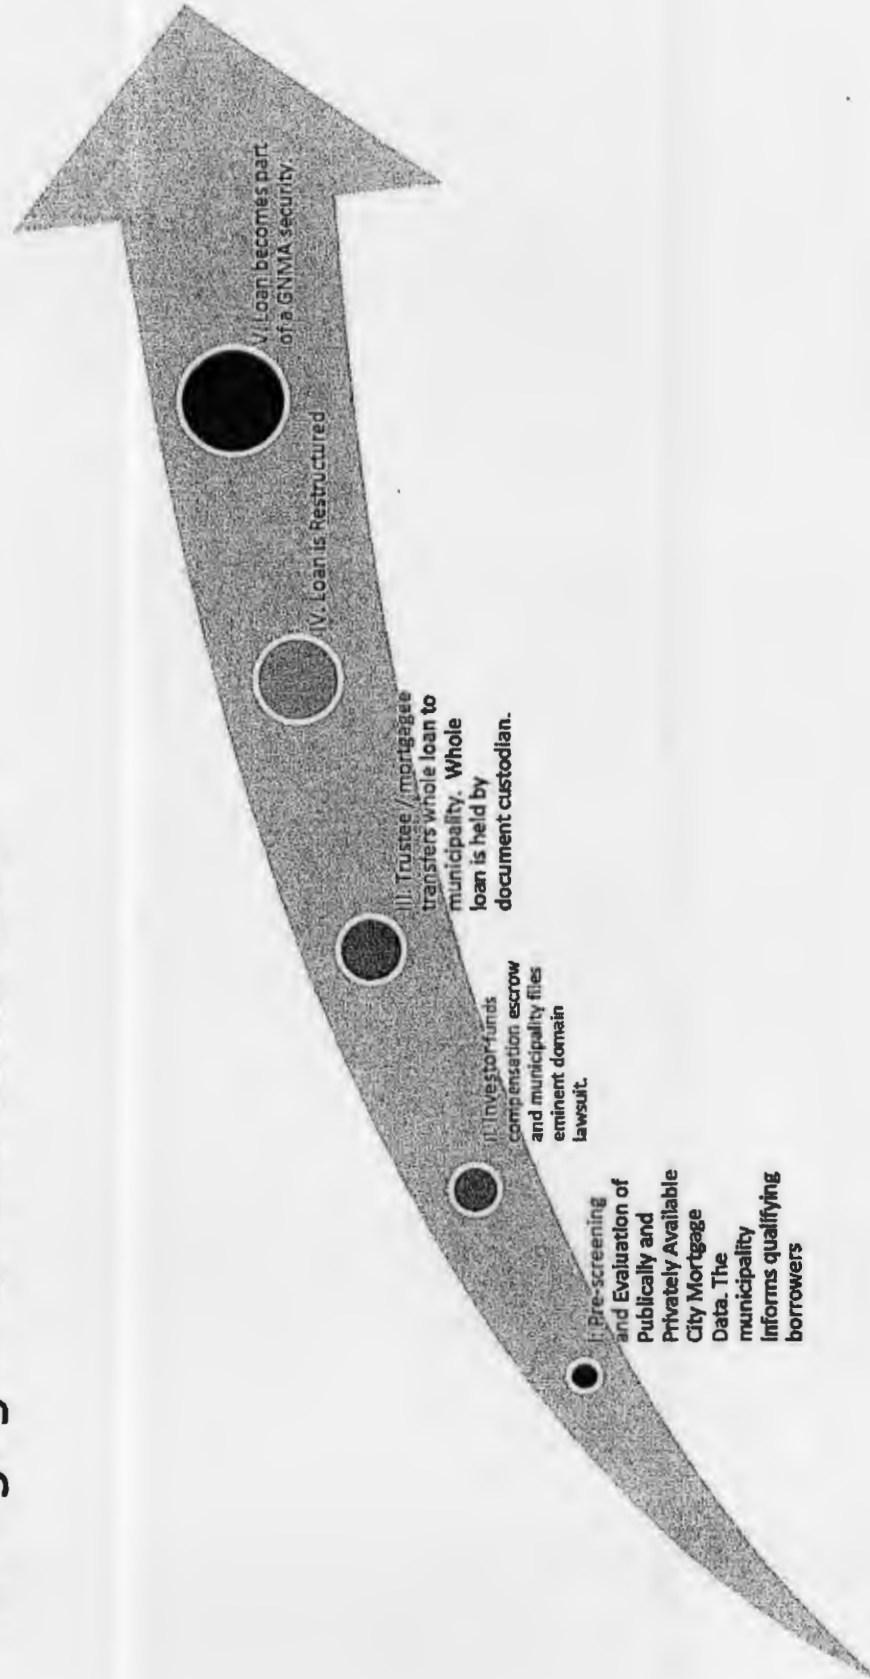 I. Pre-screening
and Evaluation of
Publically and
Privately Available
City Mortgage
Data. The
municipality
informs qualifying
borrowers
II. Investor funds
compensation escrow
and municipality files
eminent domain
lawsuit.
III. Trustee / mortgagee
transfers whole loan to
municipality. Whole
loan is held by
document custodian.
IV. Loan is Restructured
V. Loan becomes part
of a GNMA security.